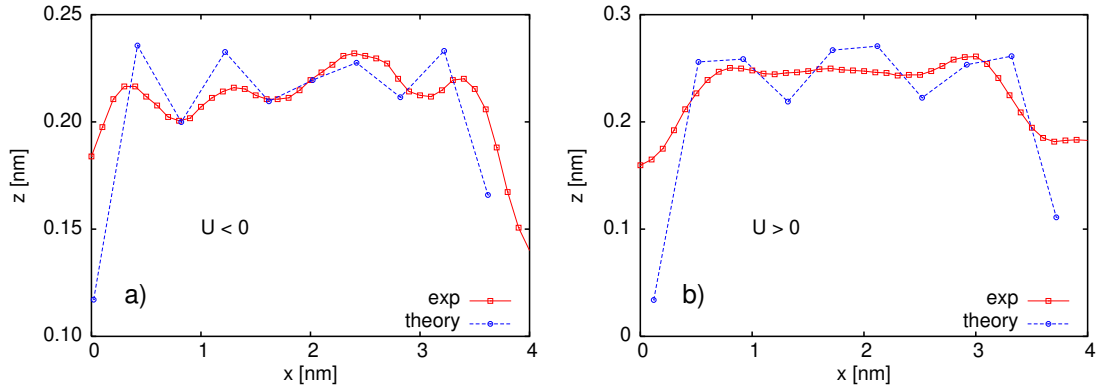 0.25
0.20
0.15
0.10
z [nm]
0 1 2 3 4
x [nm]
U < 0
a)
exp
theory
0.3
0.2
0.1
0
z [nm]
0 1 2 3 4
x [nm]
U > 0
b)
exp
theory